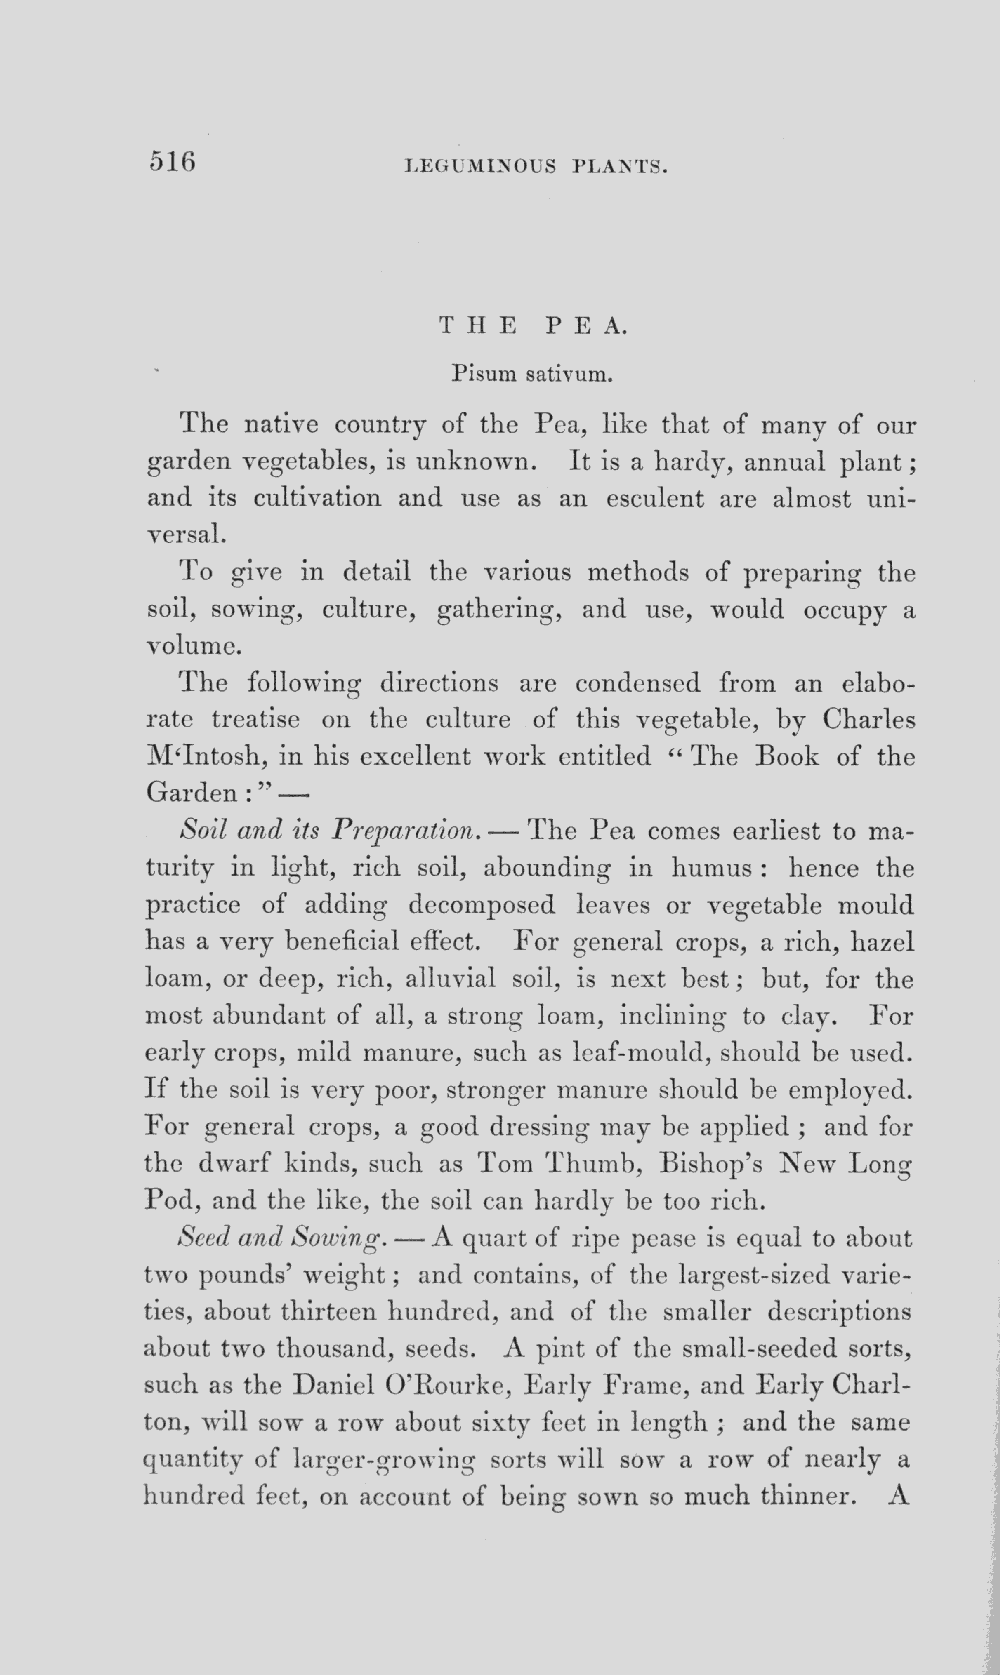 516
LEGUMINOUS PLANTS.
THE PEA.
Pisum sativum.
The native country of the Pea, like that of many of our
garden vegetables, is unknown. It is a hardy, annual plant;
and its cultivation and use as an esculent are almost uni-
versal.
To give in detail the various methods of preparing the
soil, sowing, culture, gathering, and use, would occupy a
volume.
The following directions are condensed from an elabo-
rate treatise on the culture of this vegetable, by Charles
M‘Intosh, in his excellent work entitled “The Book of the
Garden:”—
Soil and its Preparation. — The Pea comes earliest to ma-
turity in light, rich soil, abounding in humus: hence the
practice of adding decomposed leaves or vegetable mould
has a very beneficial effect. For general crops, a rich, hazel
loam, or deep, rich, alluvial soil, is next best; but, for the
most abundant of all, a strong loam, inclining to clay. For
early crops, mild manure, such as leaf-mould, should be used.
If the soil is very poor, stronger manure should be employed.
For general crops, a good dressing may be applied; and for
the dwarf kinds, such as Tom Thumb, Bishop's New Long
Pod, and the like, the soil can hardly be too rich.
Seed and Sowing. — A quart of ripe pease is equal to about
two pounds' weight; and contains, of the largest-sized varie-
ties, about thirteen hundred, and of the smaller descriptions
about two thousand, seeds. A pint of the small-seeded sorts,
such as the Daniel O'Rourke, Early Frame, and Early Charl-
ton, will sow a row about sixty feet in length; and the same
quantity of larger-growing sorts will sow a row of nearly a
hundred feet, on account of being sown so much thinner. A